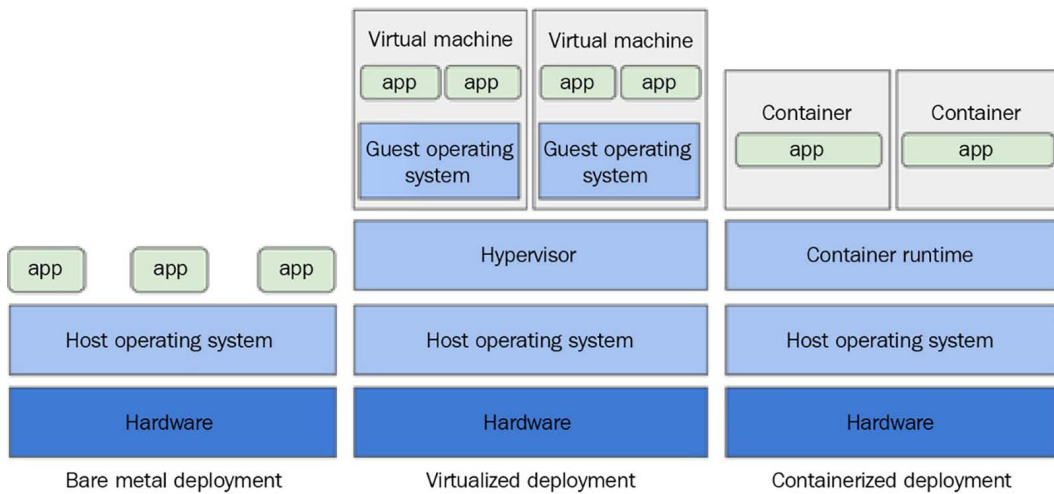 app
app
app
Host operating system
Hardware
Bare metal deployment
Virtual machine
app
app
Guest operating
system
Virtual machine
app
app
Guest operating
system
Hypervisor
Host operating system
Hardware
Virtualized deployment
Container
app
Container
app
Container runtime
Host operating system
Hardware
Containerized deployment